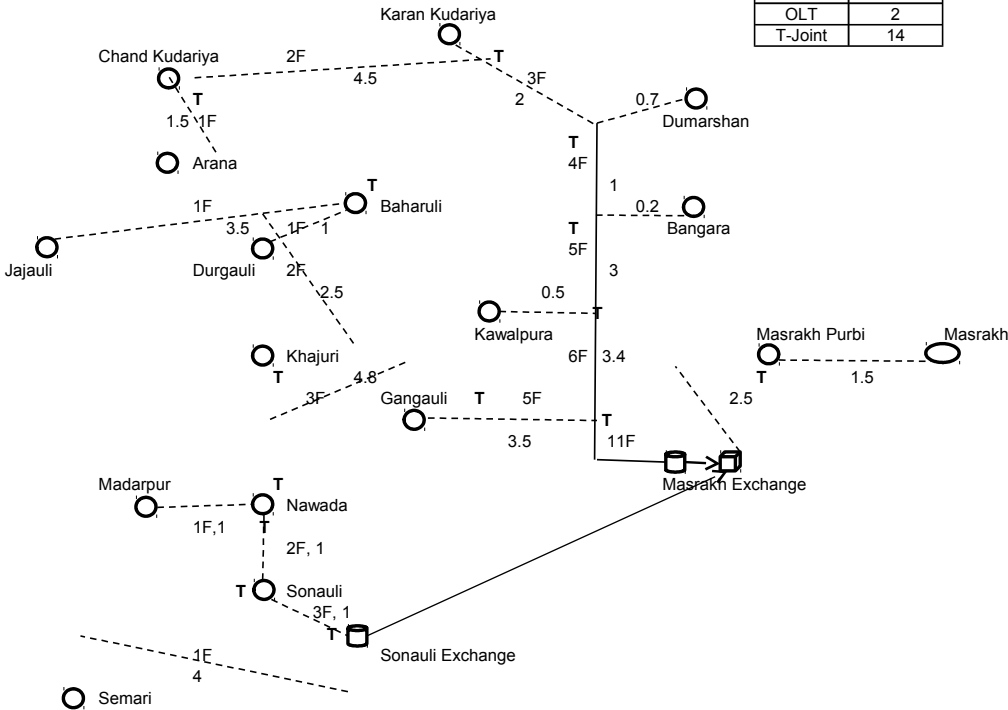 Karan Kudariya
OLT 2
T-Joint 14
Chand Kudariya
2F
T
4.5
3F
2
T
1.5 1F
0.7
Dumarshan
T
4F
Arana
1
T
1F
Baharuli
0.2
3.5
1F 1
T
Bangara
5F
Jajauli
Durgauli
2F
3
2.5
0.5
T
Kawalpura
Masrakh Purbi
Masrakh
Khajuri
6F
3.4
T
4.8
T
1.5
3F
Gangauli
T
5F
2.5
T
3.5
11F
Masrakh Exchange
Madarpur
T
Nawada
1F,1
T
2F, 1
T
Sonauli
3F, 1
T
Sonauli Exchange
1F
4
Semari